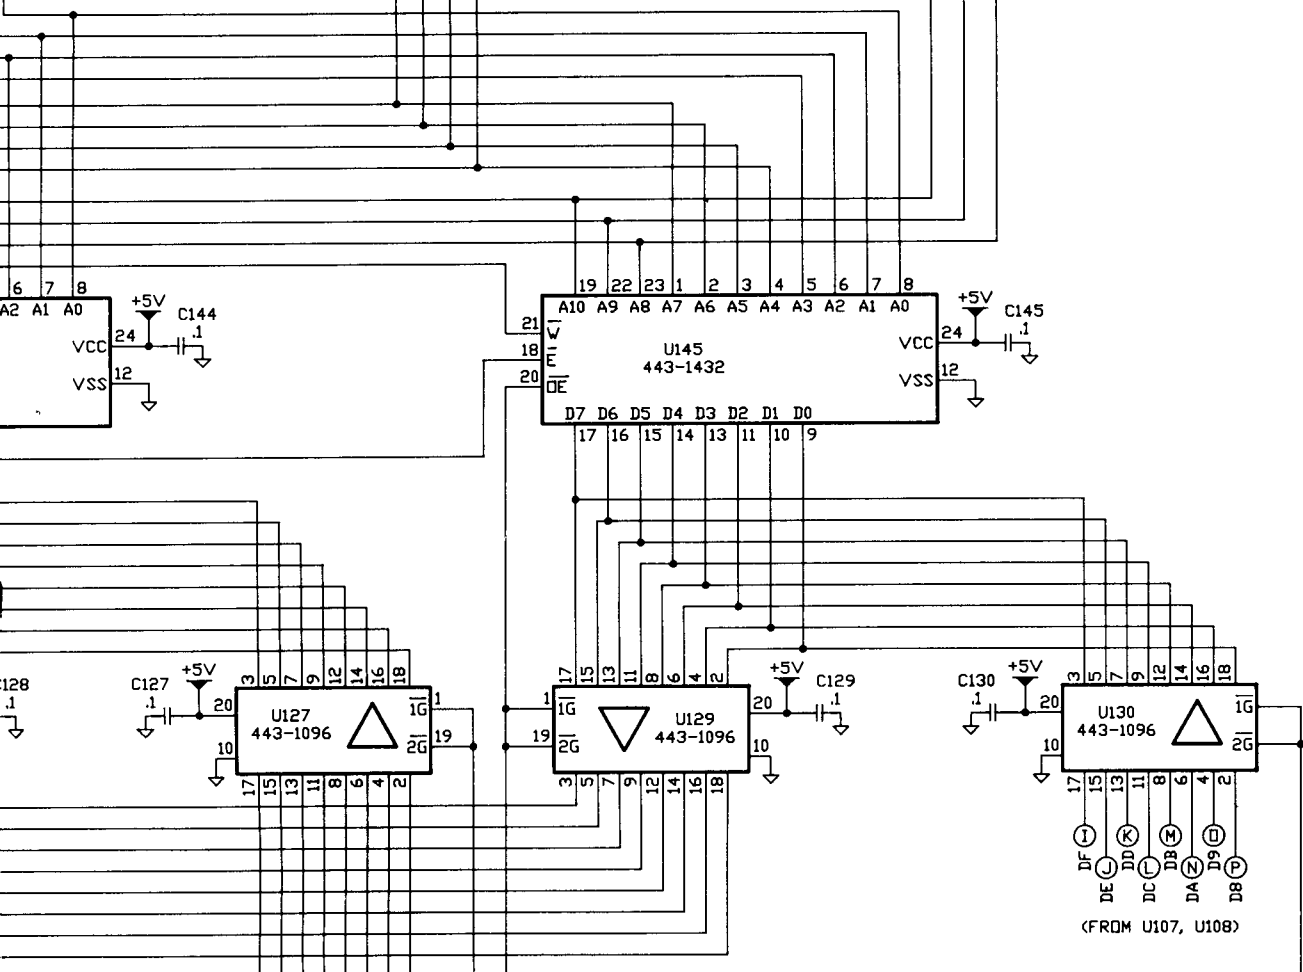 6 7 8
A2 A1 A0
+5V
C144
.1
24
VCC
12
VSS
19 22 23 1 2 3 4 5 6 7 8
A10 A9 A8 A7 A6 A5 A4 A3 A2 A1 A0
21 W
18 E
20 OE
U145
443-1432
VCC 24
VSS 12
+5V
C145
.1
D7 D6 D5 D4 D3 D2 D1 D0
17 16 15 14 13 11 10 9
C128
.1
C127
.1
+5V
3 5 7 9 12 14 16 18
20
10
U127
443-1096
1G 1
2G 19
17 15 13 11 8 6 4 2
17 15 13 11 8 6 4 2
1 1G
19 2G
U129
443-1096
20
10
+5V
C129
.1
3 5 7 9 12 14 16 18
C130
.1
+5V
3 5 7 9 12 14 16 18
20
10
U130
443-1096
1G
2G
17 15 13 11 8 6 4 2
I K M O
DF DD DB D9
J L N P
DE DC DA D8
(FROM U107, U108)